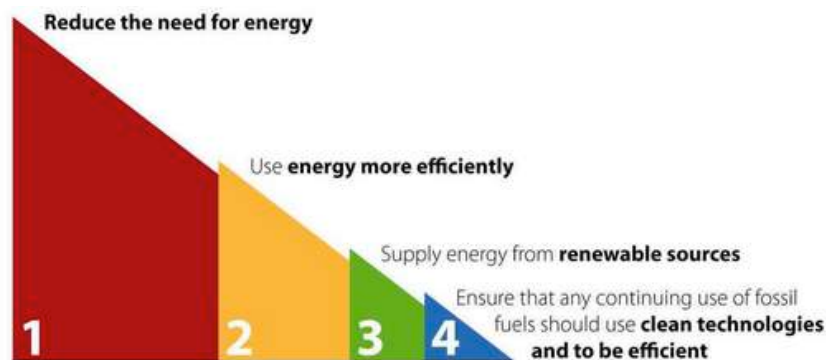 Reduce the need for energy
Use energy more efficiently
Supply energy from renewable sources
Ensure that any continuing use of fossil
fuels should use clean technologies
and to be efficient
1 2 3 4